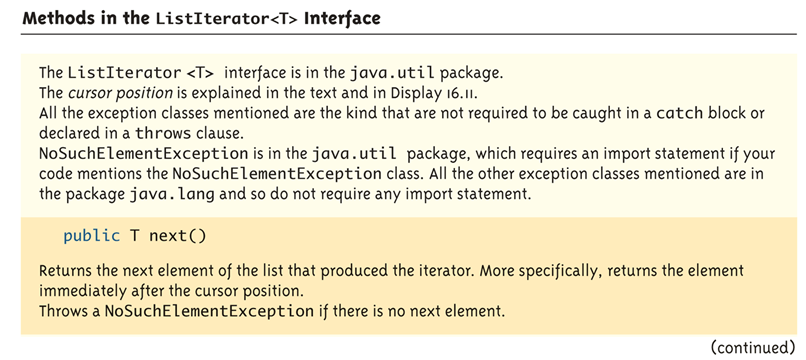 Methods in the ListIterator<T> Interface
The ListIterator <T> interface is in the java.util package.
The cursor position is explained in the text and in Display 16.11.
All the exception classes mentioned are the kind that are not required to be caught in a catch block or
declared in a throws clause.
NoSuchElementException is in the java.util package, which requires an import statement if your
code mentions the NoSuchElementException class. All the other exception classes mentioned are in
the package java.lang and so do not require any import statement.
public T next()
Returns the next element of the list that produced the iterator. More specifically, returns the element
immediately after the cursor position.
Throws a NoSuchElementException if there is no next element.
(continued)